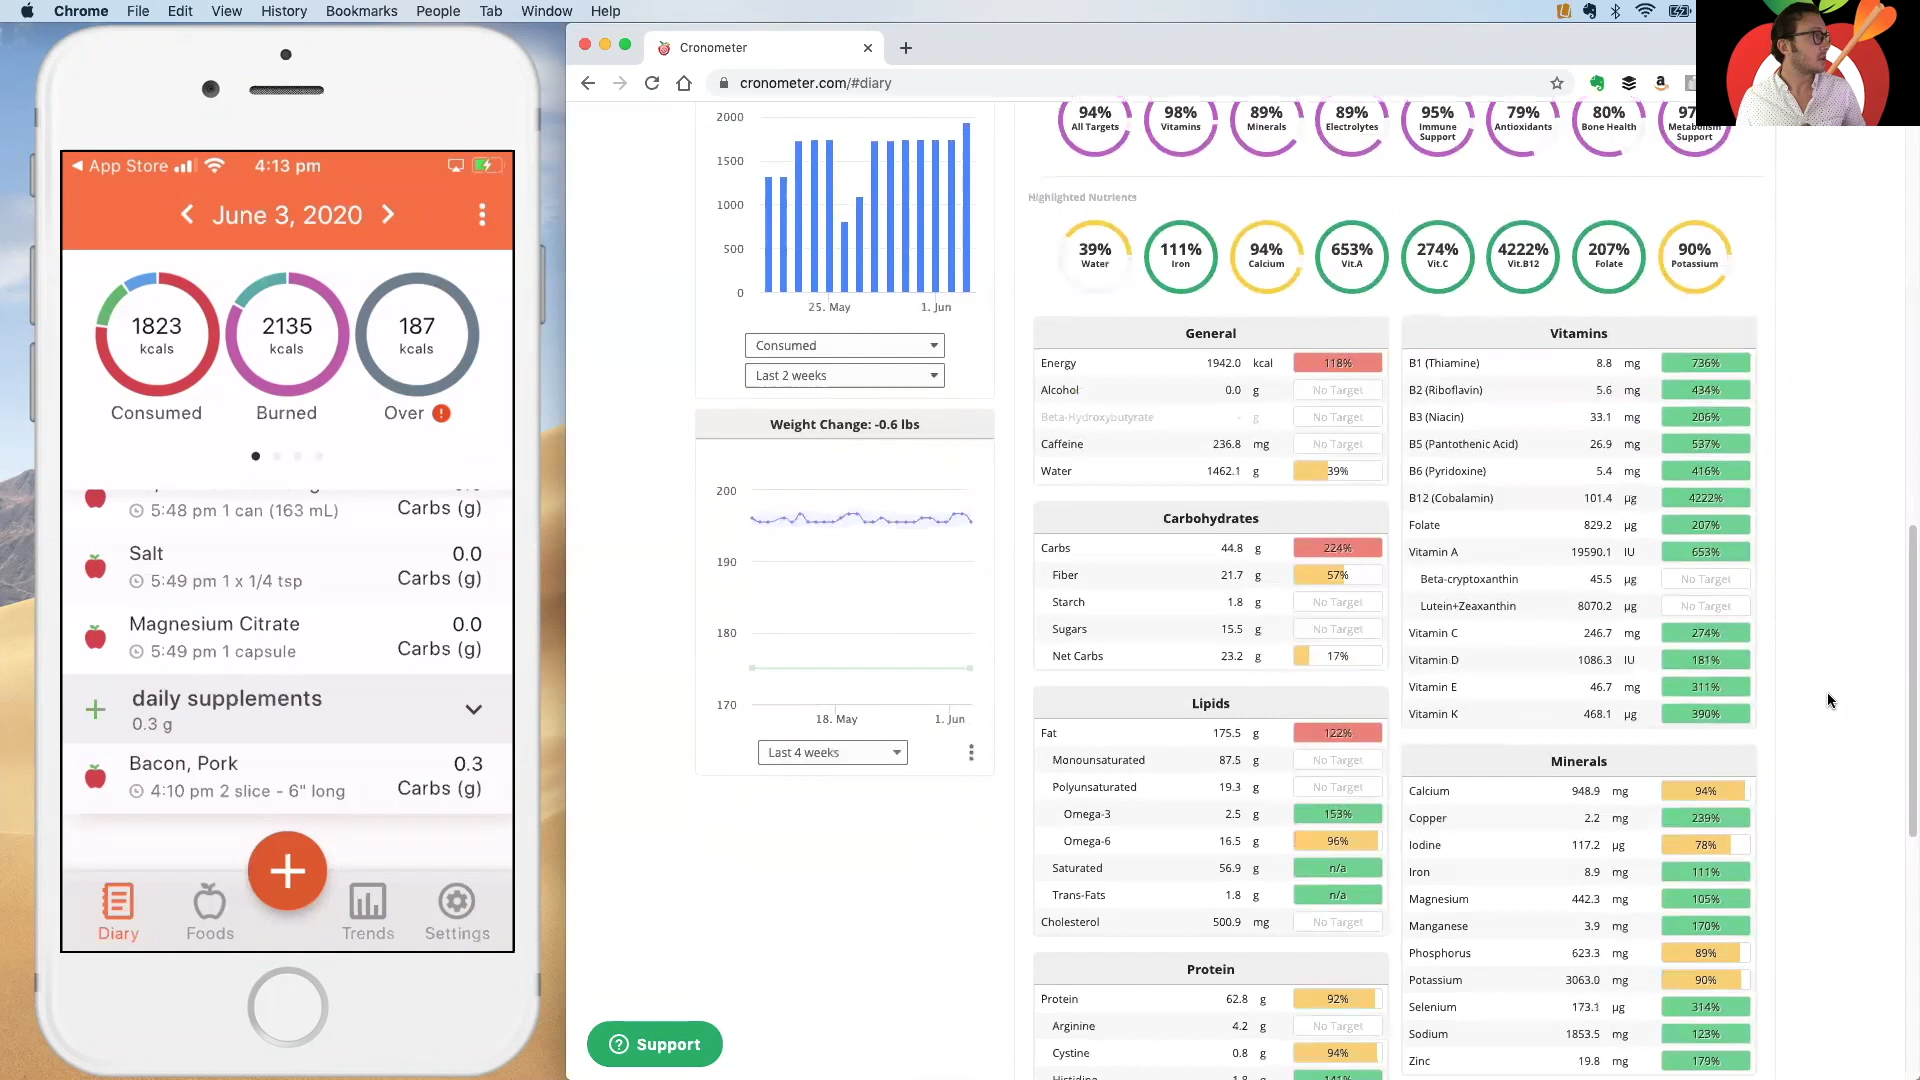 Chrome File Edit View History Bookmarks People Tab Window Help
App Store
4:13 pm
June 3, 2020
1823
kcals
Consumed
2135
kcals
Burned
187
kcals
Over
5:48 pm 1 can (163 mL)
Carbs (g)
Salt 0.0
5:49 pm 1 x 1/4 tsp Carbs (g)
Magnesium Citrate 0.0
5:49 pm 1 capsule Carbs (g)
daily supplements
0.3 g
Bacon, Pork 0.3
4:10 pm 2 slice - 6" long Carbs (g)
Diary
Foods
Trends
Settings
Cronometer
cronometer.com/#diary
2000
1500
1000
500
0
25. May
1. Jun
Consumed
Last 2 weeks
Weight Change: -0.6 lbs
200
190
180
170
18. May
1. Jun
Last 4 weeks
Support
94%
All Targets
98%
Vitamins
89%
Minerals
89%
Electrolytes
95%
Immune
Support
79%
Antioxidants
80%
Bone Health
97
Metabolism
Support
Highlighted Nutrients
39%
Water
111%
Iron
94%
Calcium
653%
Vit.A
274%
Vit.C
4222%
Vit.B12
207%
Folate
90%
Potassium
General
Energy 1942.0 kcal 118%
Alcohol 0.0 g No Target
Beta-Hydroxybutyrate - g No Target
Caffeine 236.8 mg No Target
Water 1462.1 g 39%
Carbohydrates
Carbs 44.8 g 224%
Fiber 21.7 g 57%
Starch 1.8 g No Target
Sugars 15.5 g No Target
Net Carbs 23.2 g 17%
Lipids
Fat 175.5 g 122%
Monounsaturated 87.5 g No Target
Polyunsaturated 19.3 g No Target
Omega-3 2.5 g 153%
Omega-6 16.5 g 96%
Saturated 56.9 g n/a
Trans-Fats 1.8 g n/a
Cholesterol 500.9 mg No Target
Protein
Protein 62.8 g 92%
Arginine 4.2 g No Target
Cystine 0.8 g 94%
Vitamins
B1 (Thiamine) 8.8 mg 736%
B2 (Riboflavin) 5.6 mg 434%
B3 (Niacin) 33.1 mg 206%
B5 (Pantothenic Acid) 26.9 mg 537%
B6 (Pyridoxine) 5.4 mg 416%
B12 (Cobalamin) 101.4 µg 4222%
Folate 829.2 µg 207%
Vitamin A 19590.1 IU 653%
Beta-cryptoxanthin 45.5 µg No Target
Lutein+Zeaxanthin 8070.2 µg No Target
Vitamin C 246.7 mg 274%
Vitamin D 1086.3 IU 181%
Vitamin E 46.7 mg 311%
Vitamin K 468.1 µg 390%
Minerals
Calcium 948.9 mg 94%
Copper 2.2 mg 239%
Iodine 117.2 µg 78%
Iron 8.9 mg 111%
Magnesium 442.3 mg 105%
Manganese 3.9 mg 170%
Phosphorus 623.3 mg 89%
Potassium 3063.0 mg 90%
Selenium 173.1 µg 314%
Sodium 1853.5 mg 123%
Zinc 19.8 mg 179%